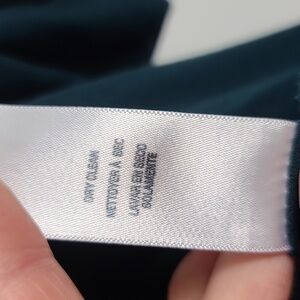 DRY CLEAN
NETTOYER À SEC
LAVAR EN SECO
SOLAMENTE